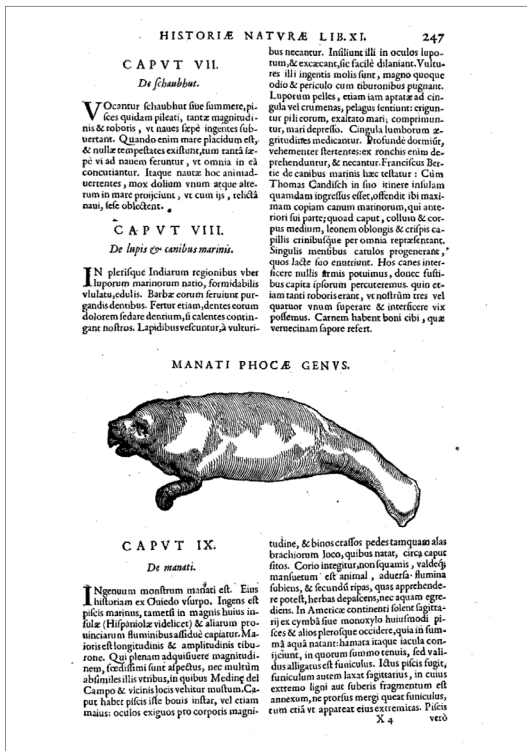 HISTORIÆ NATVRÆ LIB. XI. 247
CAPVT VII.
De schaubhut.
VOcantur schaubhut siue summere, pi-
sces quidam pileati, tantæ magnitudi-
nis & roboris, vt naues sæpè ingentes sub-
uertant. Quando enim mare placidum est,
& nullæ tempestates existunt, tum tanta sæ-
pè vi ad nauem feruntur, vt omnia in eâ
concutiantur. Itaque nautæ hoc animad-
uertentes, mox dolium vnum atque alte-
rum in mare proijciunt, vt cum ijs, relictâ
naui, sese oblectent.
CAPVT VIII.
De lupis & canibus marinis.
IN plerisque Indiarum regionibus vber
luporum marinorum natio, formidabilis
vlulatu, edulis. Barbæ eorum feriunt pur-
gandis dentibus. Fertur etiam, dentes eorum
dolorem sedare dentium, si calentes contin-
gant nostros. Lapidibus vescuntur, à vulturi-
bus necantur. Insiliunt illi in oculos lupo-
rum, & excæcant, sic facilè dilaniant. Vultu-
res illi ingentis molis sunt, magno quoque
odio & periculo cum tiburonibus pugnant.
Luporum pelles, etiam iam aptatæ ad cin-
gula vel crumenas, pelagus sentiunt: erigun-
tur pili corum, exaltato mari; comprimun-
tur, mari depresso. Cingula lumborum æ-
gritudines medicantur. Profundè dormiũt,
vehementer stertentes: ex ronchis enim de-
prehenduntur, & necantur. Franciscus Ber-
tie de canibus marinis hæc testatur: Cùm
Thomas Candisch in suo itinere insulam
quamdam ingressus esset, offendit ibi maxi-
mam copiam canum marinorum, qui ante-
riori sui parte; quoad caput, collum & cor-
pus medium, leonem oblongis & crispis ca-
pillis crinibusque per omnia repræsentant.
Singulis mensibus catulos progenerant,
quos lacte suo enutriunt. Hos canes inter-
ficere nullis armis potuimus, donec fusti-
bus capita ipsorum percuteremus. quin et-
iam tanti roboris erant, vt nostrûm tres vel
quatuor vnum superare & interficere vix
possemus. Carnem habent boni cibi, quæ
veruecinam sapore refert.
MANATI PHOCÆ GENVS.
CAPVT IX.
De manati.
INgenuum monstrum manati est. Eius
historiam ex Ouiedo vsurpo. Ingens est
piscis marinus, tametsi in magnis huius in-
sulæ (Hispaniolæ videlicet) & aliarum pro-
uinciarum fluminibus assiduè capiatur. Ma-
ioris est longitudinis & amplitudinis tibu-
rone. Qui plenam adquisuere magnitudi-
nem, fœdissimi sunt aspectus, nec multùm
absimiles illis vtribus, in quibus Medinę del
Campo & vicinis locis vehitur mustum. Ca-
put habet piscis iste bouis instar, vel etiam
maius: oculos exiguos pro corporis magni-
tudine, & binos crassos pedes tamquam alas
brachiorum loco, quibus natat, circa caput
sitos. Corio integitur, non squamis, valdeq;
mansuetum est animal, aduersa flumina
subiens, & secundũ ripas, quas apprehende-
re potest, herbas depascens, nec aquam egre-
diens. In Americæ continenti solent sagitta-
rij ex cymbâ siue monoxylo huiusmodi pi-
sces & alios plerosque occidere, quia in sum-
mâ aquâ natant: hamata itaque iacula con-
ijciunt, in quorum summo tenuis, sed vali-
dus alligatus est funiculus. Ictus piscis fugit,
funiculum autem laxat sagittarius, in cuius
extremo ligni aut suberis fragmentum est
annexum, ne prorsus mergi queat funiculus,
tum etiã vt appareat eius extremitas. Piscis
X 4 verò